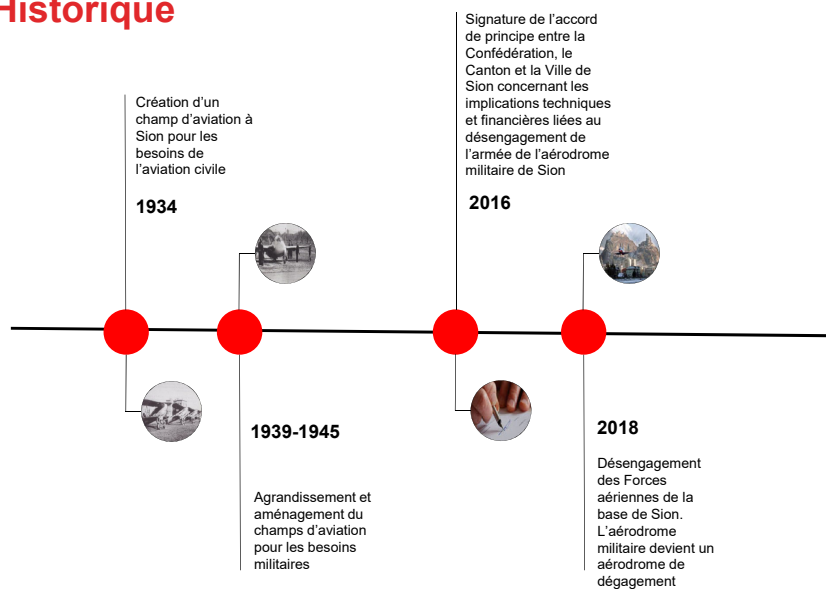 Historique
Création d'un
champ d'aviation à
Sion pour les
besoins de
l'aviation civile
1934
1939-1945
Agrandissement et
aménagement du
champs d'aviation
pour les besoins
militaires
Signature de l'accord
de principe entre la
Confédération, le
Canton et la Ville de
Sion concernant les
implications techniques
et financières liées au
désengagement de
l'armée de l'aérodrome
militaire de Sion
2016
2018
Désengagement
des Forces
aériennes de la
base de Sion.
L'aérodrome
militaire devient un
aérodrome de
dégagement